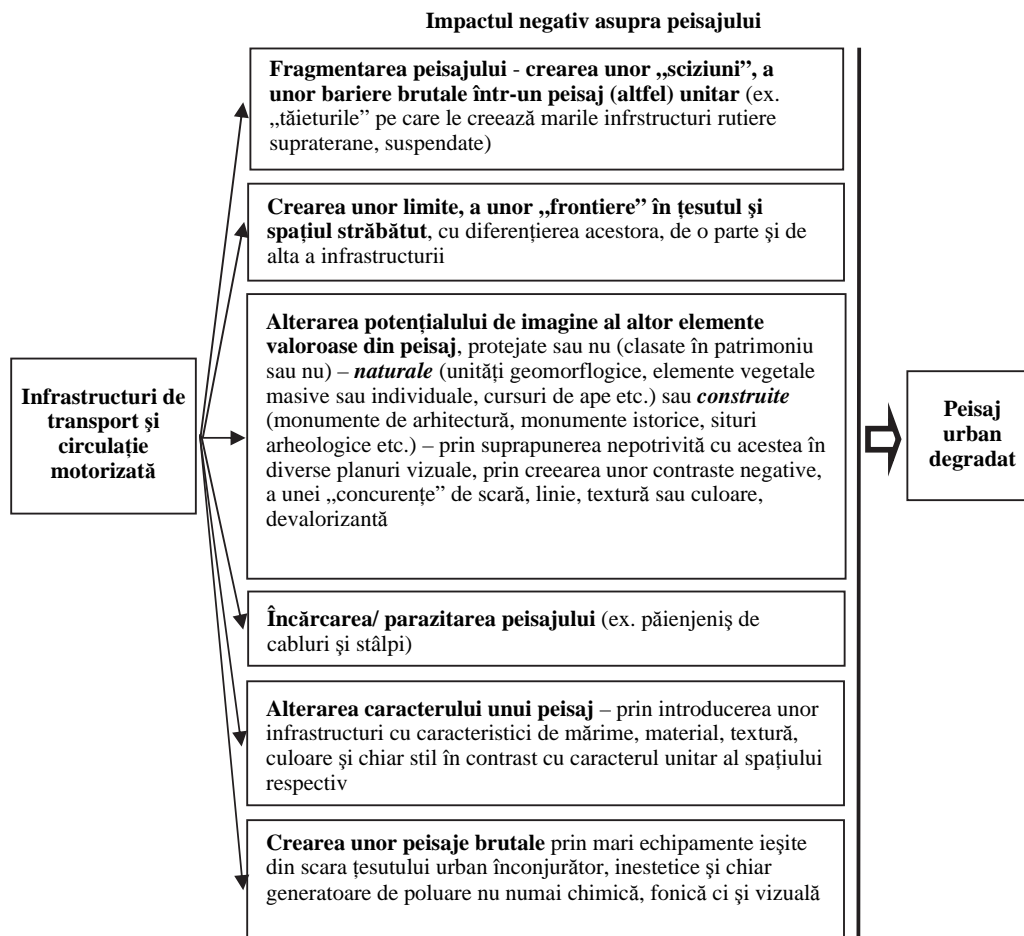 Impactul negativ asupra peisajului
Infrastructuri de
transport şi
circulație
motorizată
Fragmentarea peisajului - crearea unor „sciziuni”, a
unor bariere brutale într-un peisaj (altfel) unitar (ex.
„tăieturile” pe care le creează marile infrstructuri rutiere
supraterane, suspendate)
Crearea unor limite, a unor „frontiere” în țesutul şi
spațiul străbătut, cu diferențierea acestora, de o parte şi de
alta a infrastructurii
Alterarea potențialului de imagine al altor elemente
valoroase din peisaj, protejate sau nu (clasate în patrimoniu
sau nu) – naturale (unități geomorflogice, elemente vegetale
masive sau individuale, cursuri de ape etc.) sau construite
(monumente de arhitectură, monumente istorice, situri
arheologice etc.) – prin suprapunerea nepotrivită cu acestea în
diverse planuri vizuale, prin creearea unor contraste negative,
a unei „concurențe” de scară, linie, textură sau culoare,
devalorizantă
Încărcarea/ parazitarea peisajului (ex. păienjeniş de
cabluri şi stâlpi)
Alterarea caracterului unui peisaj – prin introducerea unor
infrastructuri cu caracteristici de mărime, material, textură,
culoare şi chiar stil în contrast cu caracterul unitar al spațiului
respectiv
Crearea unor peisaje brutale prin mari echipamente ieşite
din scara țesutului urban înconjurător, inestetice şi chiar
generatoare de poluare nu numai chimică, fonică ci şi vizuală
Peisaj
urban
degradat